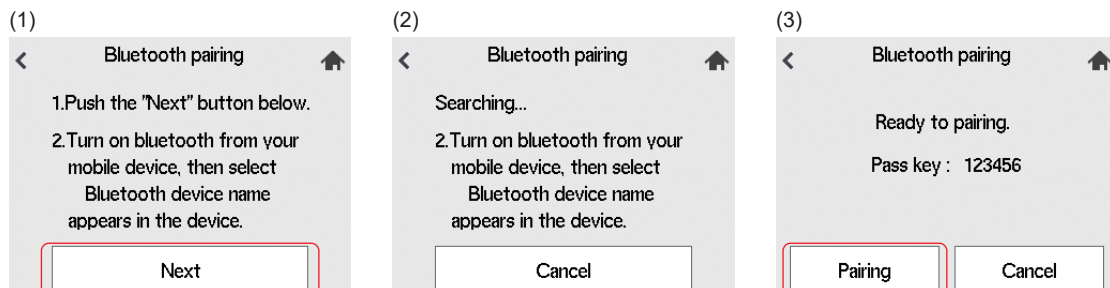 (1)
Bluetooth pairing
1.Push the "Next" button below.
2.Turn on bluetooth from your
mobile device, then select
Bluetooth device name
appears in the device.
Next
(2)
Bluetooth pairing
Searching...
2.Turn on bluetooth from your
mobile device, then select
Bluetooth device name
appears in the device.
Cancel
(3)
Bluetooth pairing
Ready to pairing.
Pass key : 123456
Pairing
Cancel